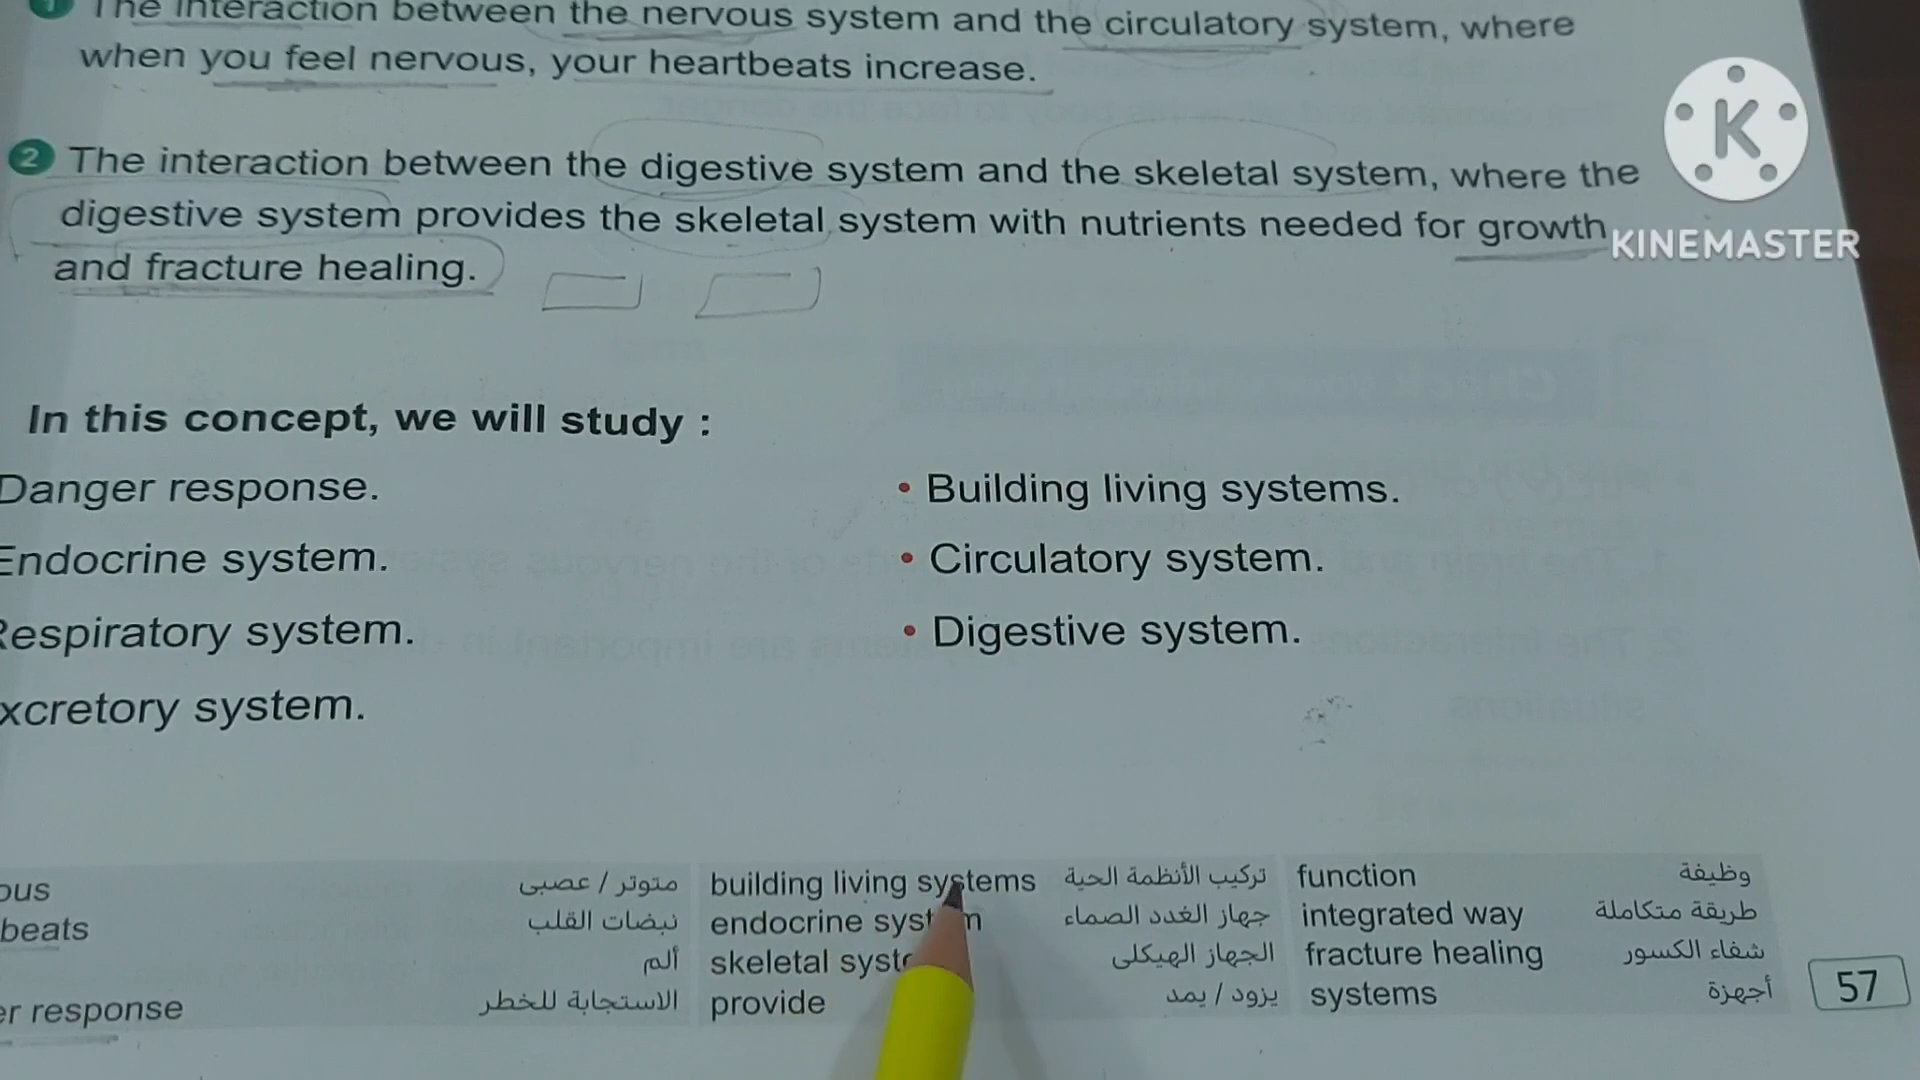 The interaction between the nervous system and the circulatory system, where
when you feel nervous, your heartbeats increase.
2 The interaction between the digestive system and the skeletal system, where the
digestive system provides the skeletal system with nutrients needed for growth
and fracture healing.
K
KINEMASTER
In this concept, we will study :
Danger response.
• Building living systems.
Endocrine system.
• Circulatory system.
Respiratory system.
• Digestive system.
xcretory system.
ous متوتر / عصبى building living systems تركيب الأنظمة الحية function وظيفة
beats نبضات القلب endocrine system جهاز الغدد الصماء integrated way طريقة متكاملة
ألم skeletal syste الجهاز الهيكلى fracture healing شفاء الكسور
er response الاستجابة للخطر provide يزود / يمد systems أجهزة
57